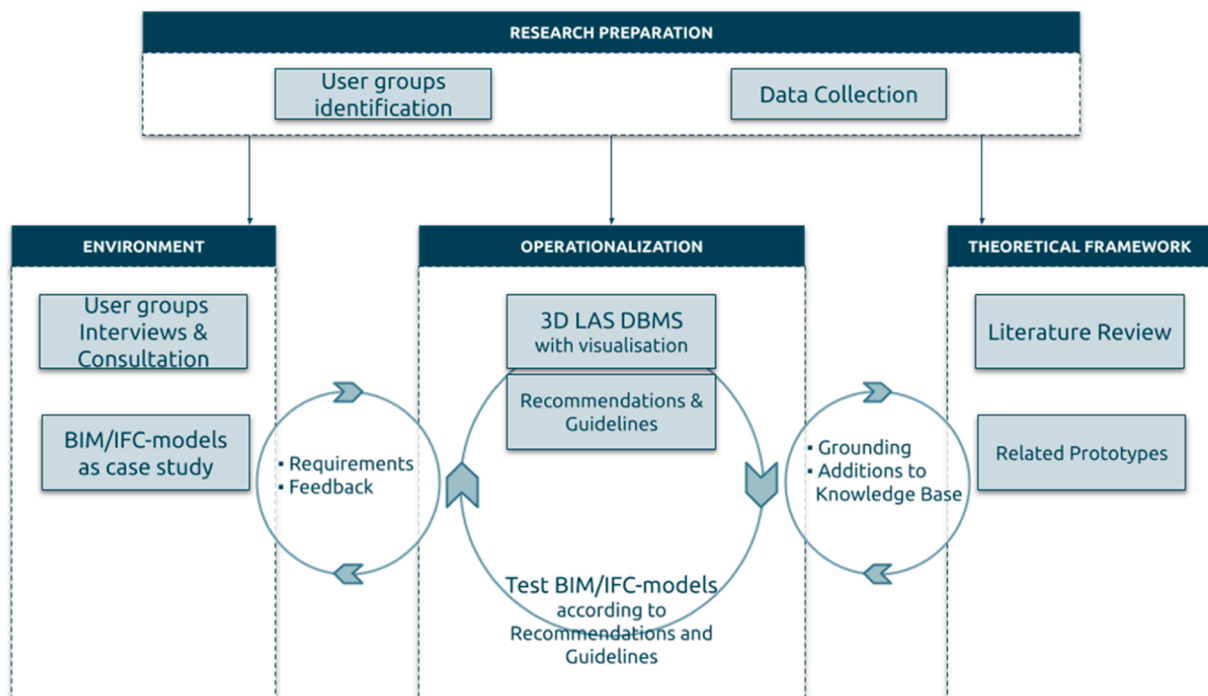 RESEARCH PREPARATION
User groups
identification
Data Collection
ENVIRONMENT
User groups
Interviews &
Consultation
BIM/IFC-models
as case study
▪ Requirements
▪ Feedback
OPERATIONALIZATION
3D LAS DBMS
with visualisation
Recommendations &
Guidelines
Test BIM/IFC-models
according to
Recommendations and
Guidelines
▪ Grounding
▪ Additions to
Knowledge Base
THEORETICAL FRAMEWORK
Literature Review
Related Prototypes